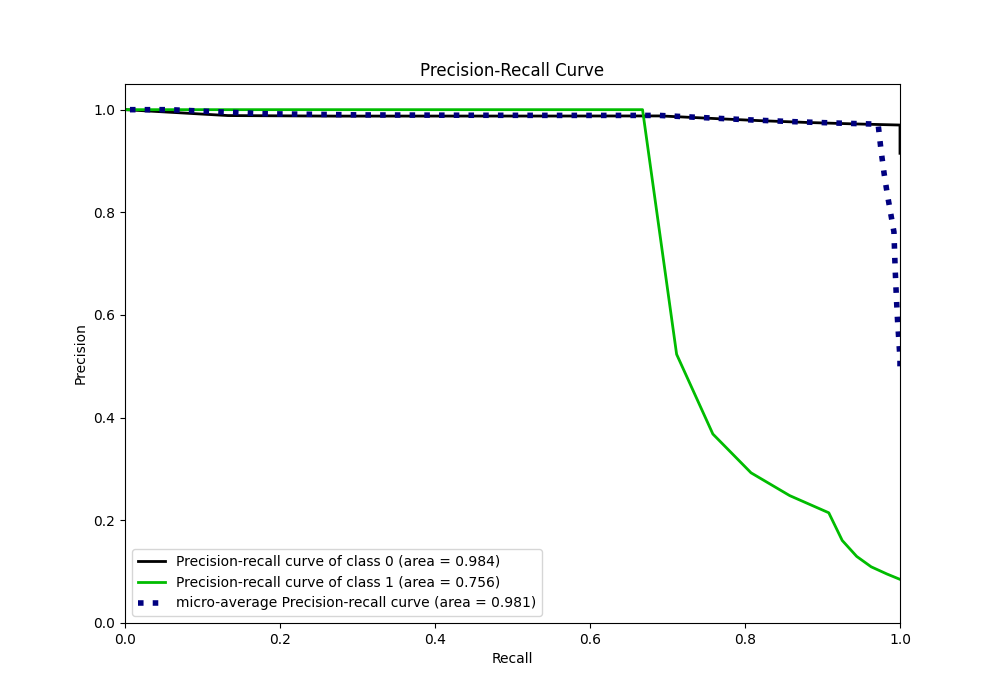 Precision-Recall Curve
1.0
0.8
0.6
0.4
0.2
0.0
Precision
Precision-recall curve of class 0 (area = 0.984)
Precision-recall curve of class 1 (area = 0.756)
micro-average Precision-recall curve (area = 0.981)
0.0 0.2 0.4 0.6 0.8 1.0
Recall